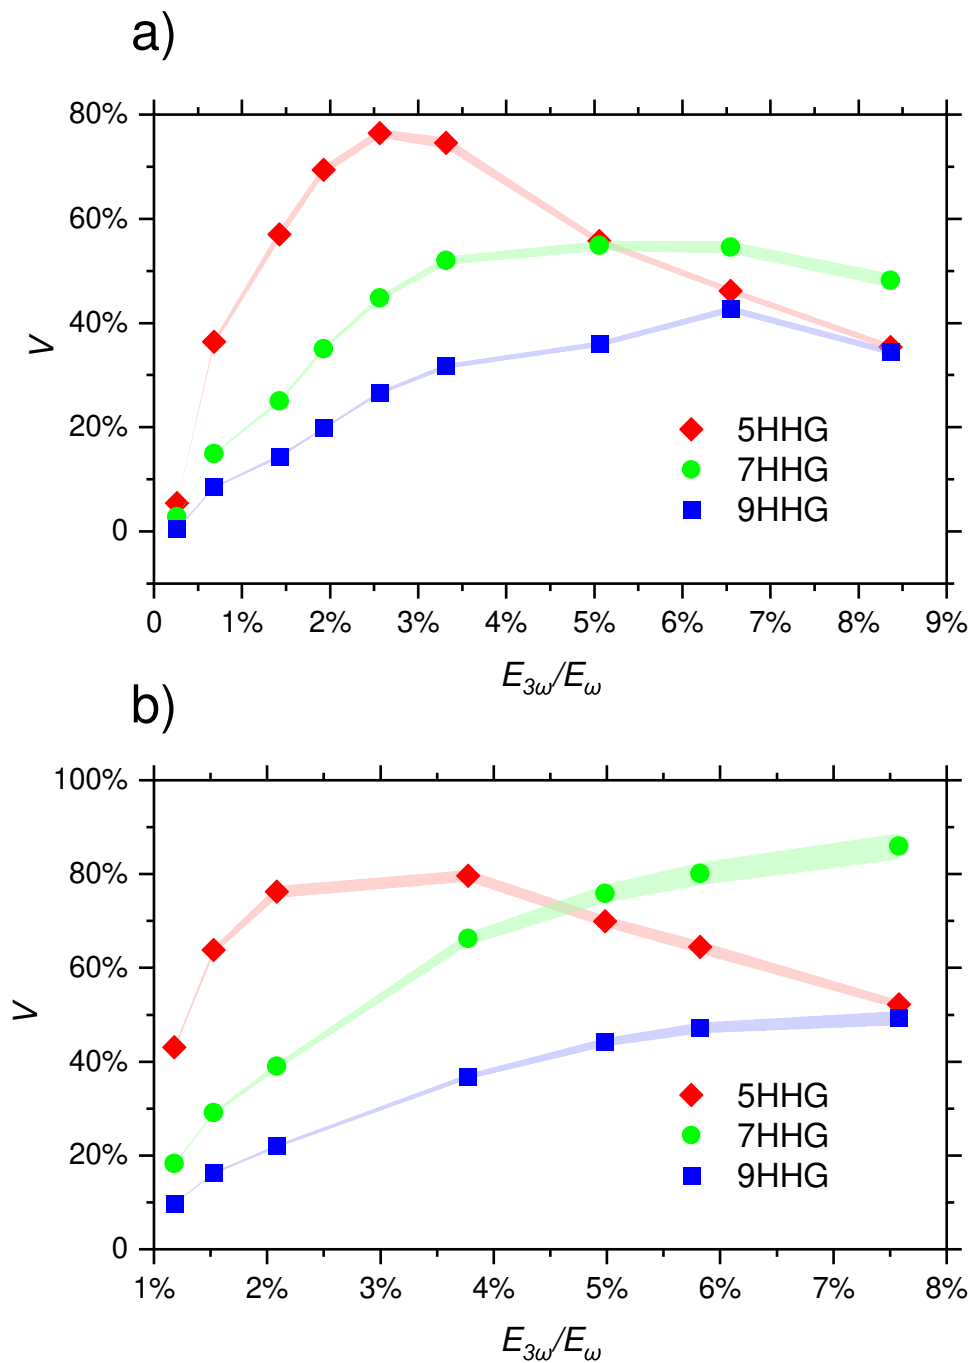 a)
80%
60%
40%
20%
0
V
5HHG
7HHG
9HHG
0 1% 2% 3% 4% 5% 6% 7% 8% 9%
E3ω/Eω
b)
100%
80%
60%
40%
20%
0
V
5HHG
7HHG
9HHG
1% 2% 3% 4% 5% 6% 7% 8%
E3ω/Eω